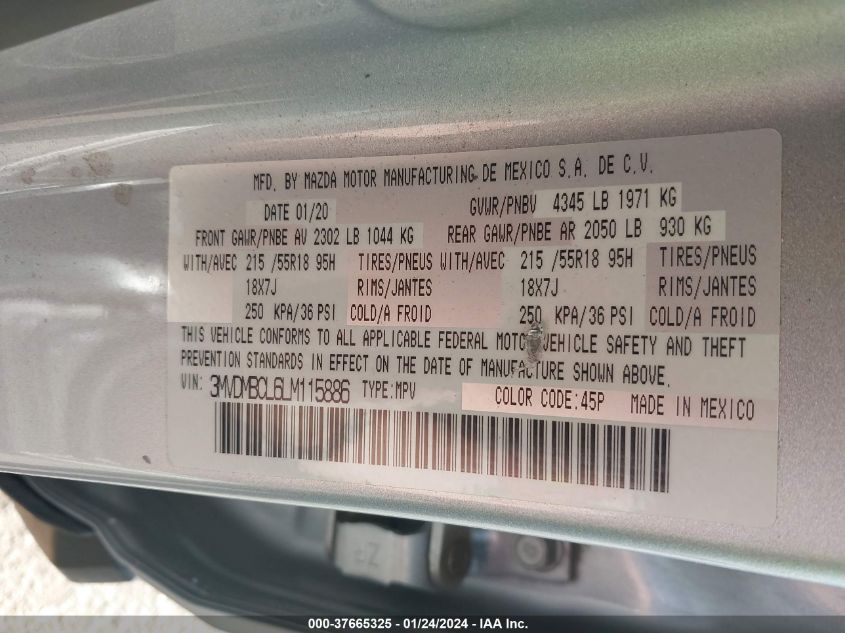 MFD. BY MAZDA MOTOR MANUFACTURING DE MEXICO S.A. DE C.V.
DATE 01/20 GVWR/PNBV 4345 LB 1971 KG
FRONT GAWR/PNBE AV 2302 LB 1044 KG REAR GAWR/PNBE AR 2050 LB 930 KG
WITH/AVEC 215 /55R18 95H TIRES/PNEUS WITH/AVEC 215 /55R18 95H TIRES/PNEUS
18X7J RIMS/JANTES 18X7J RIMS/JANTES
250 KPA/36 PSI COLD/A FROID 250 KPA/36 PSI COLD/A FROID
THIS VEHICLE CONFORMS TO ALL APPLICABLE FEDERAL MOTOR VEHICLE SAFETY AND THEFT
PREVENTION STANDARDS IN EFFECT ON THE DATE OF MANUFACTURE SHOWN ABOVE.
VIN: 3MVDMBCL6LM115886 TYPE:MPV COLOR CODE:45P MADE IN MEXICO
000-37665325 - 01/24/2024 - IAA Inc.